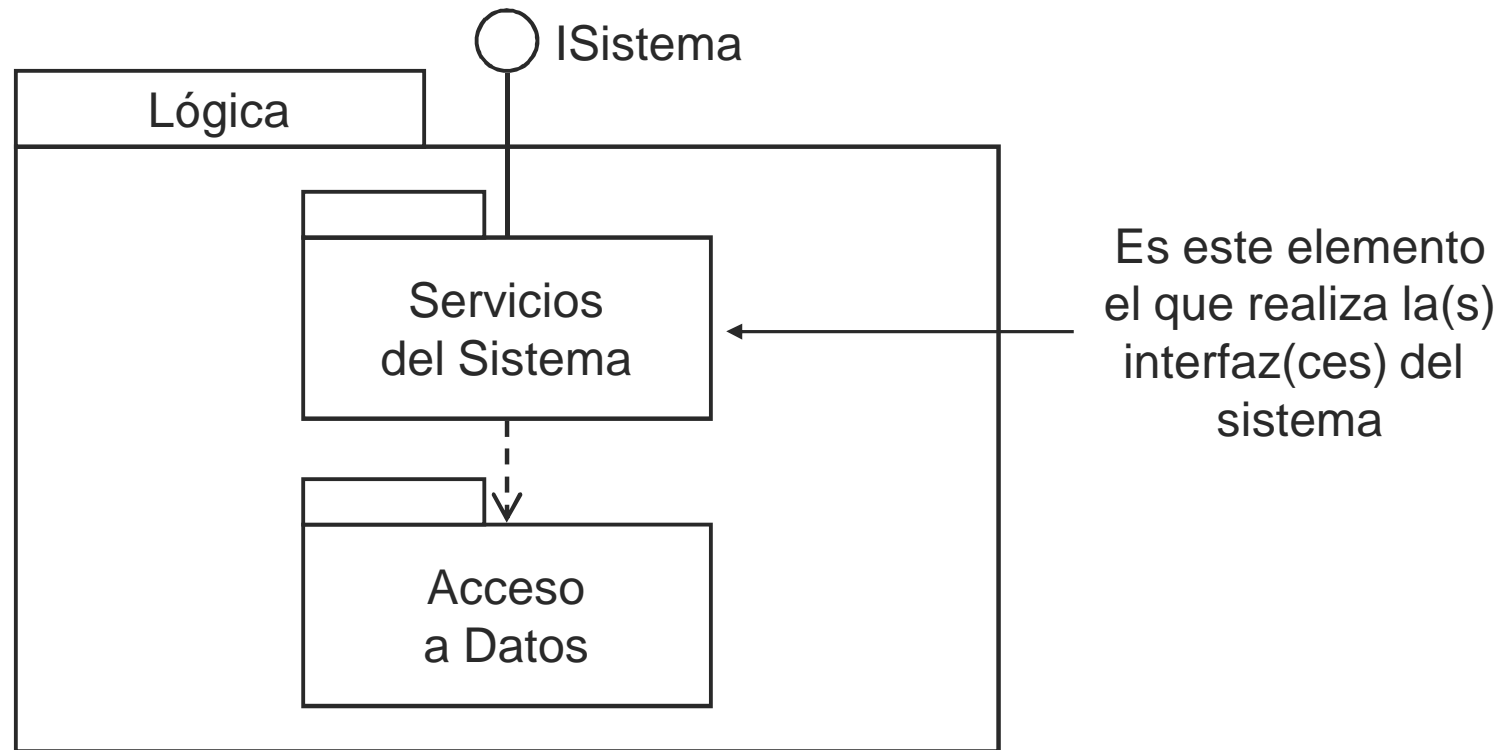 ISistema
Lógica
Servicios
del Sistema
Es este elemento
el que realiza la(s)
interfaz(ces) del
sistema
Acceso
a Datos